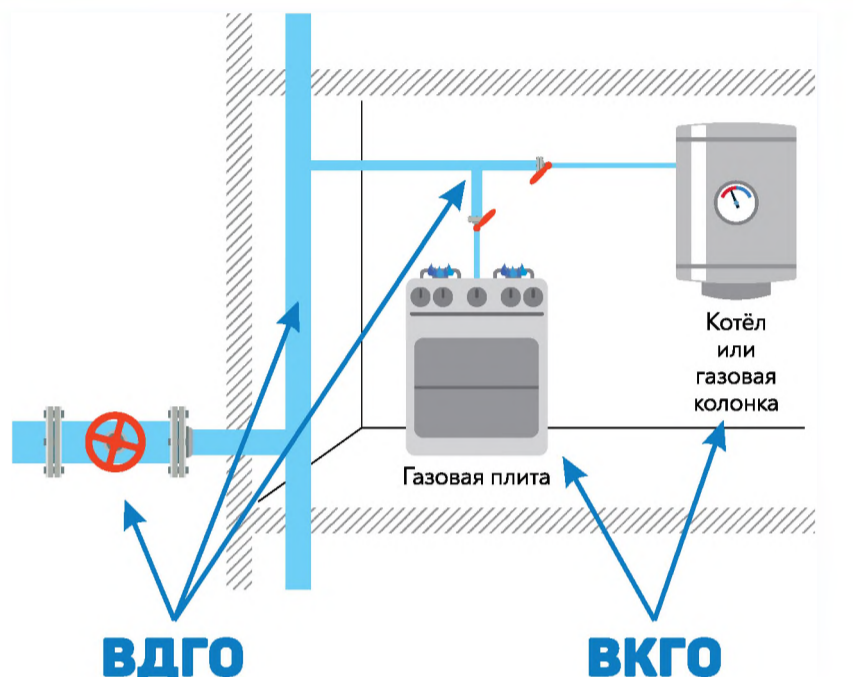 Котёл
или
газовая
колонка
Газовая плита
ВДГО
ВКГО